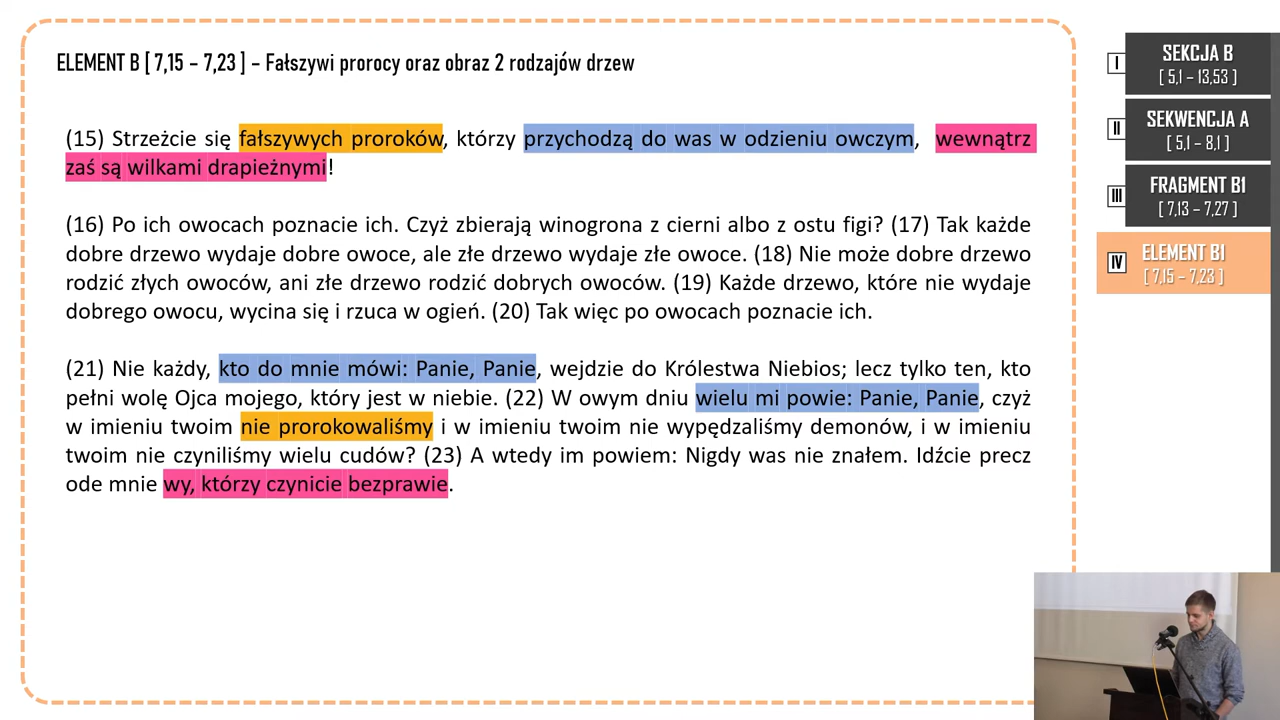 ELEMENT B [ 7,15 – 7,23 ] – Fałszywi prorocy oraz obraz 2 rodzajów drzew
(15) Strzeżcie się fałszywych proroków, którzy przychodzą do was w odzieniu owczym, wewnątrz
zaś są wilkami drapieżnymi!
(16) Po ich owocach poznacie ich. Czyż zbierają winogrona z cierni albo z ostu figi? (17) Tak każde
dobre drzewo wydaje dobre owoce, ale złe drzewo wydaje złe owoce. (18) Nie może dobre drzewo
rodzić złych owoców, ani złe drzewo rodzić dobrych owoców. (19) Każde drzewo, które nie wydaje
dobrego owocu, wycina się i rzuca w ogień. (20) Tak więc po owocach poznacie ich.
(21) Nie każdy, kto do mnie mówi: Panie, Panie, wejdzie do Królestwa Niebios; lecz tylko ten, kto
pełni wolę Ojca mojego, który jest w niebie. (22) W owym dniu wielu mi powie: Panie, Panie, czyż
w imieniu twoim nie prorokowaliśmy i w imieniu twoim nie wypędzaliśmy demonów, i w imieniu
twoim nie czyniliśmy wielu cudów? (23) A wtedy im powiem: Nigdy was nie znałem. Idźcie precz
ode mnie wy, którzy czynicie bezprawie.
I
SEKCJA B
[ 5,1 – 13,53 ]
II
SEKWENCJA A
[ 5,1 – 8,1 ]
III
FRAGMENT B1
[ 7,13 – 7,27 ]
IV
ELEMENT B1
[ 7,15 – 7,23 ]